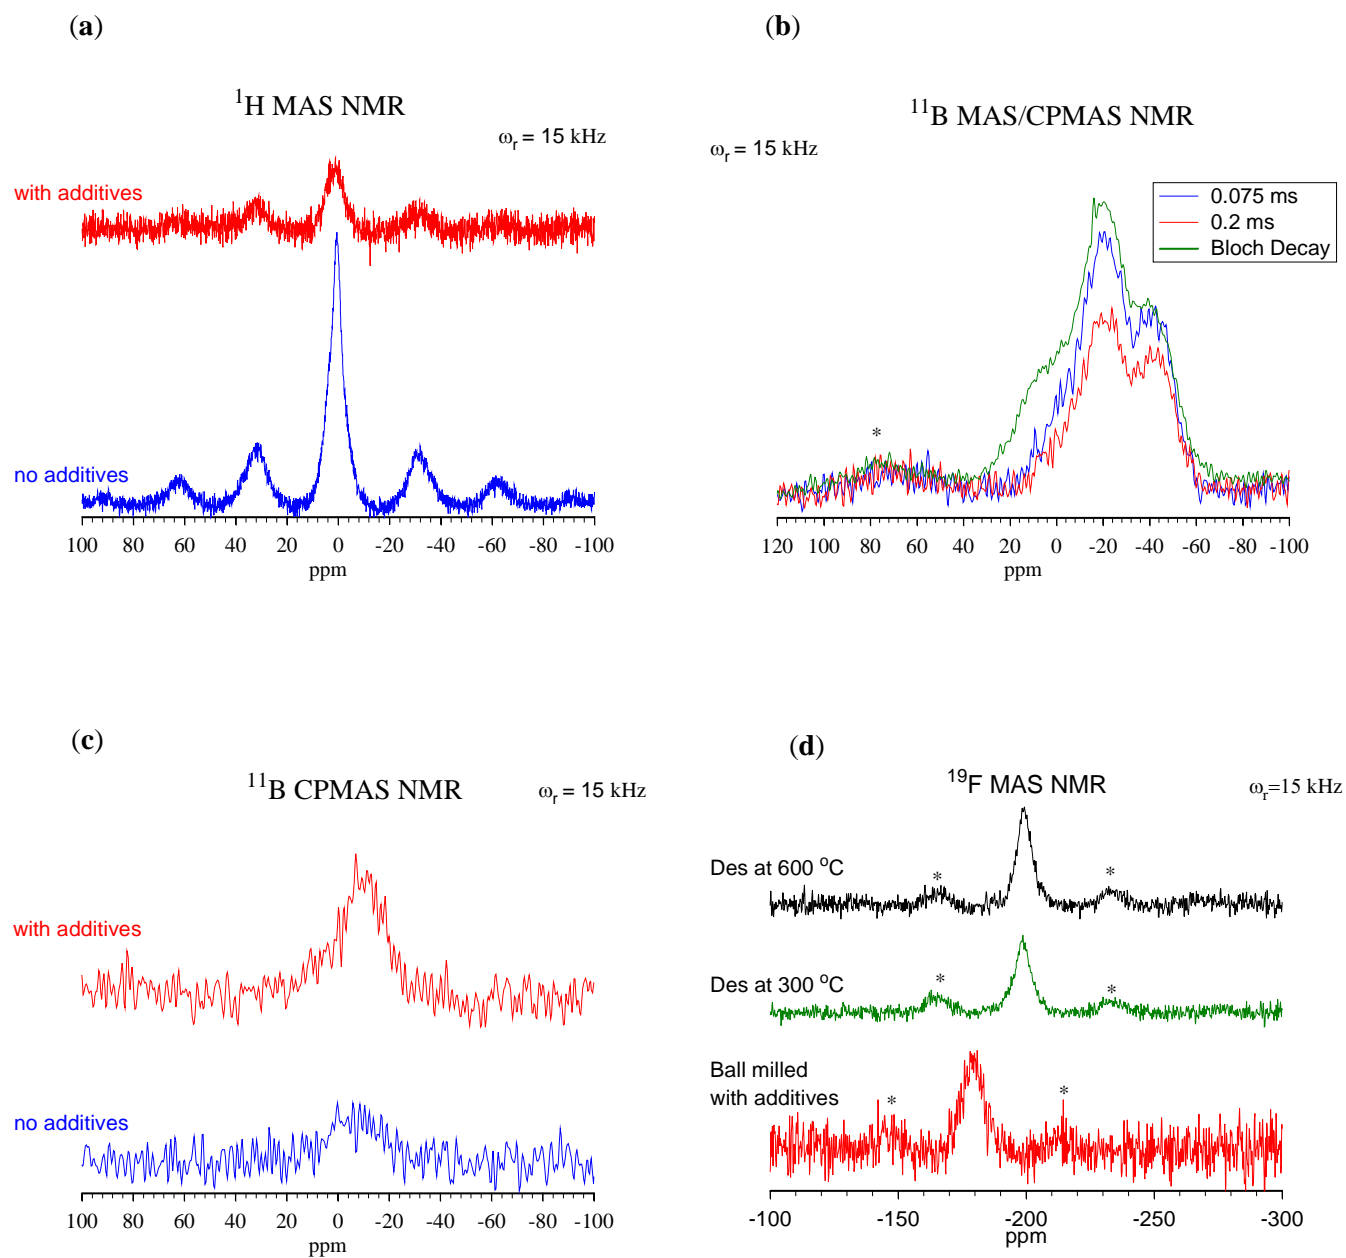 (a)
¹H MAS NMR
ωr = 15 kHz
with additives
no additives
100 80 60 40 20 0 -20 -40 -60 -80 -100
ppm
(b)
¹¹B MAS/CPMAS NMR
ωr = 15 kHz
0.075 ms
0.2 ms
Bloch Decay
*
120 100 80 60 40 20 0 -20 -40 -60 -80 -100
ppm
(c)
¹¹B CPMAS NMR
ωr = 15 kHz
with additives
no additives
100 80 60 40 20 0 -20 -40 -60 -80 -100
ppm
(d)
¹⁹F MAS NMR
ωr=15 kHz
Des at 600 °C
* *
Des at 300 °C
* *
Ball milled
with additives
* *
-100 -150 -200 -250 -300
ppm